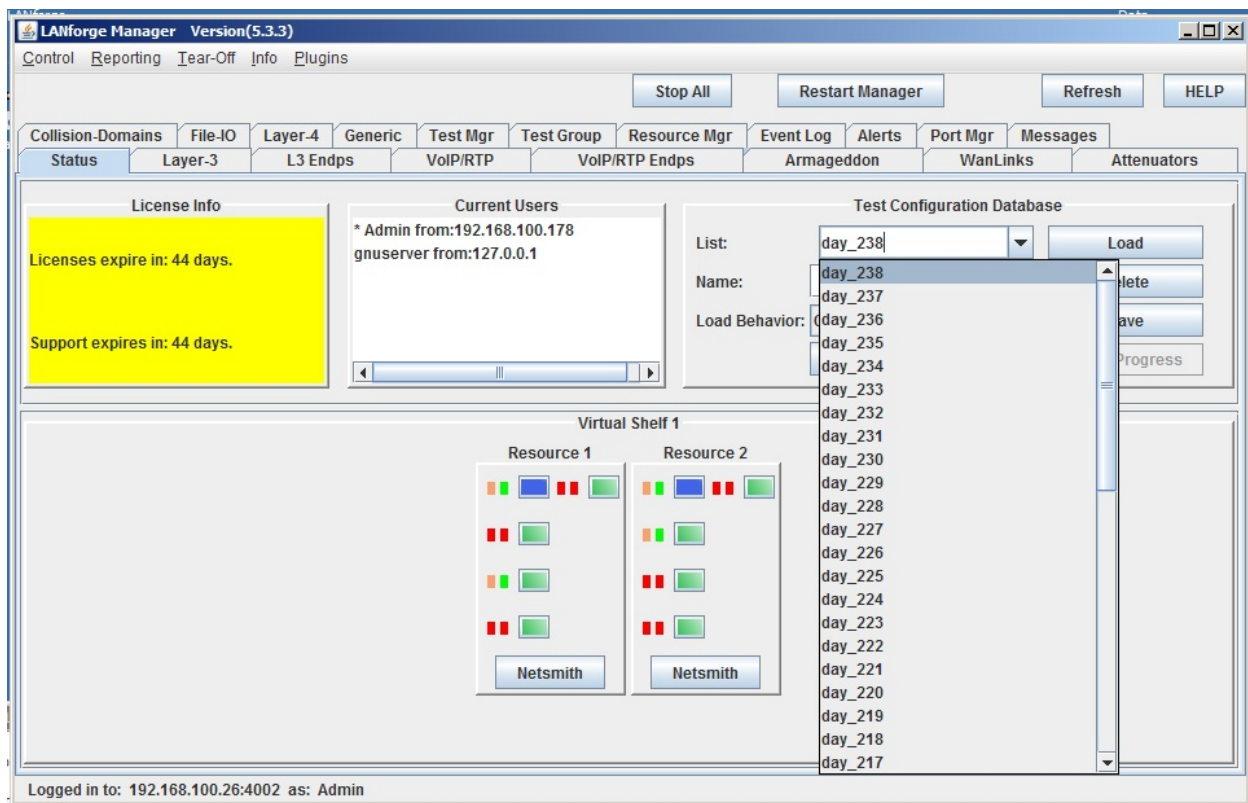 LANforge Manager Version(5.3.3)
Control Reporting Tear-Off Info Plugins
Stop All Restart Manager Refresh HELP
Collision-Domains File-IO Layer-4 Generic Test Mgr Test Group Resource Mgr Event Log Alerts Port Mgr Messages
Status Layer-3 L3 Endps VoIP/RTP VoIP/RTP Endps Armageddon WanLinks Attenuators
License Info
Licenses expire in: 44 days.
Support expires in: 44 days.
Current Users
* Admin from:192.168.100.178
gnuserver from:127.0.0.1
Test Configuration Database
List: day_238 Load
Name:
Load Behavior:
Progress
day_238
day_237
day_236
day_235
day_234
day_233
day_232
day_231
day_230
day_229
day_228
day_227
day_226
day_225
day_224
day_223
day_222
day_221
day_220
day_219
day_218
day_217
Virtual Shelf 1
Resource 1 Resource 2
Netsmith Netsmith
Logged in to: 192.168.100.26:4002 as: Admin